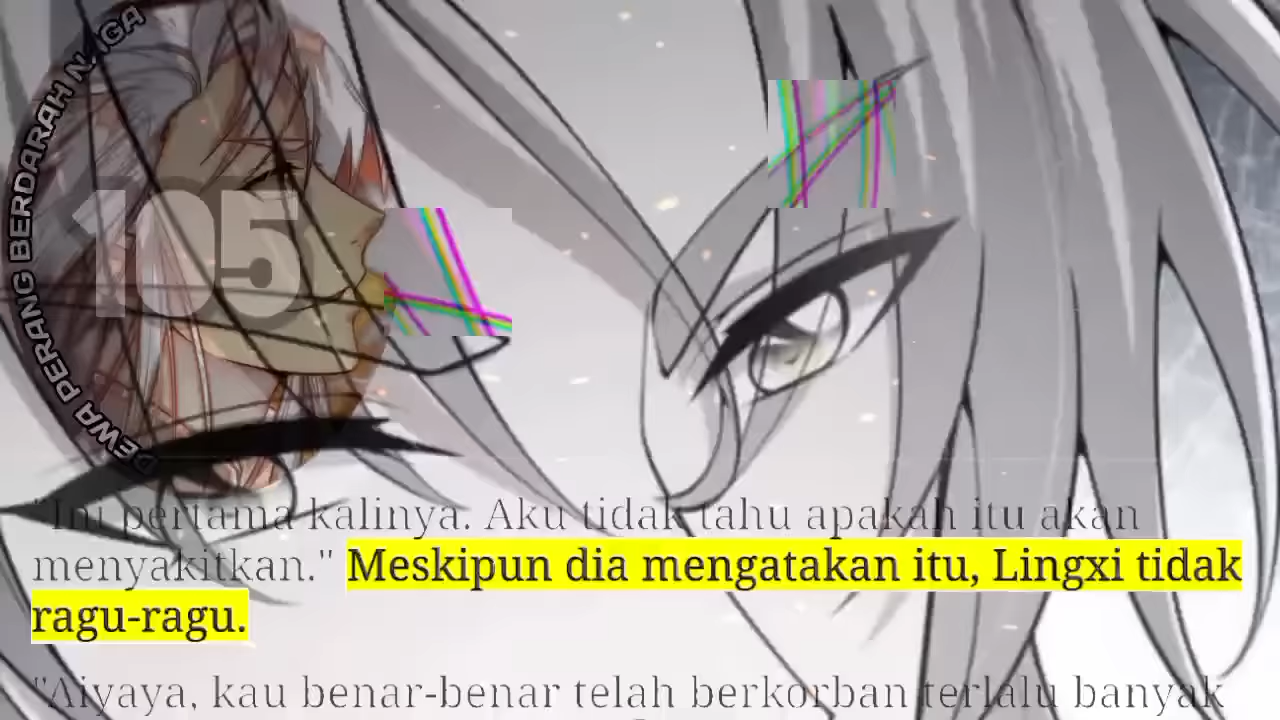 DEWA PERANG BERDARAH NAGA
105
"Ini pertama kalinya. Aku tidak tahu apakah itu akan
menyakitkan." Meskipun dia mengatakan itu, Lingxi tidak
ragu-ragu.
"Aiyaya, kau benar-benar telah berkorban terlalu banyak